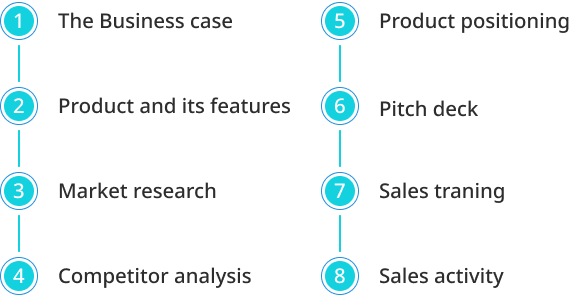 1 The Business case
2 Product and its features
3 Market research
4 Competitor analysis
5 Product positioning
6 Pitch deck
7 Sales traning
8 Sales activity